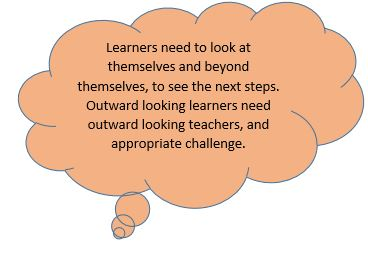 Learners need to look at
themselves and beyond
themselves, to see the next steps.
Outward looking learners need
outward looking teachers, and
appropriate challenge.